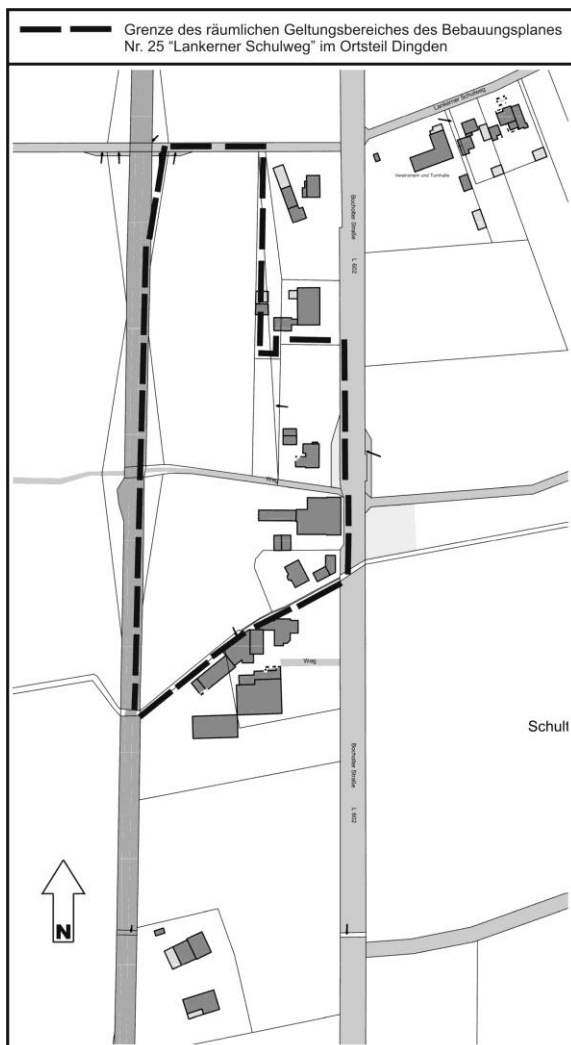 Grenze des räumlichen Geltungsbereiches des Bebauungsplanes
Nr. 25 “Lankerner Schulweg” im Ortsteil Dingden
Lankerner Schulweg
Vereinsheim und Turnhalle
Bocholter Straße
L 602
Weg
Weg
Schult
Bocholter Straße
L 602
N